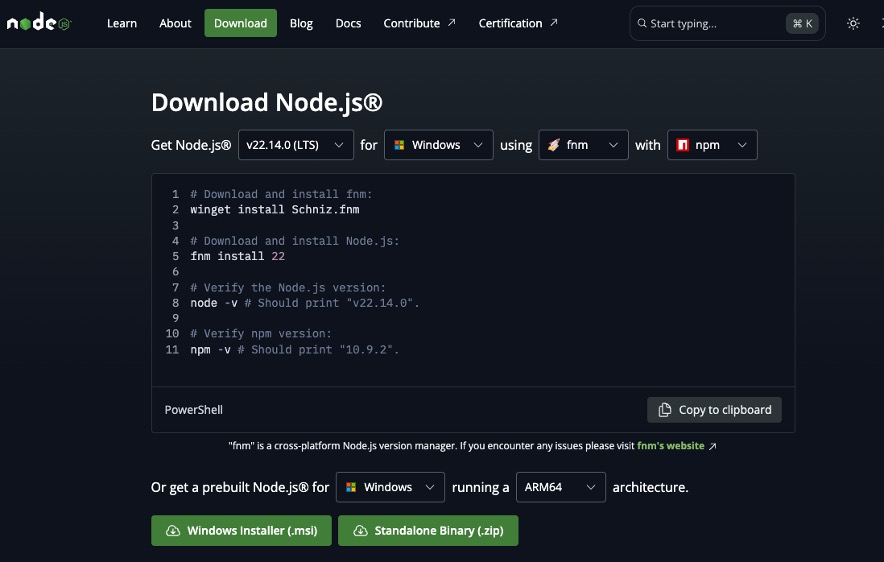 node JS
Learn About Download Blog Docs Contribute ↗ Certification ↗ Start typing... ⌘ K
Download Node.js®
Get Node.js® v22.14.0 (LTS) for Windows using fnm with npm
1 # Download and install fnm:
2 winget install Schniz.fnm
3
4 # Download and install Node.js:
5 fnm install 22
6
7 # Verify the Node.js version:
8 node -v # Should print "v22.14.0".
9
10 # Verify npm version:
11 npm -v # Should print "10.9.2".
PowerShell Copy to clipboard
"fnm" is a cross-platform Node.js version manager. If you encounter any issues please visit fnm's website ↗
Or get a prebuilt Node.js® for Windows running a ARM64 architecture.
Windows Installer (.msi) Standalone Binary (.zip)